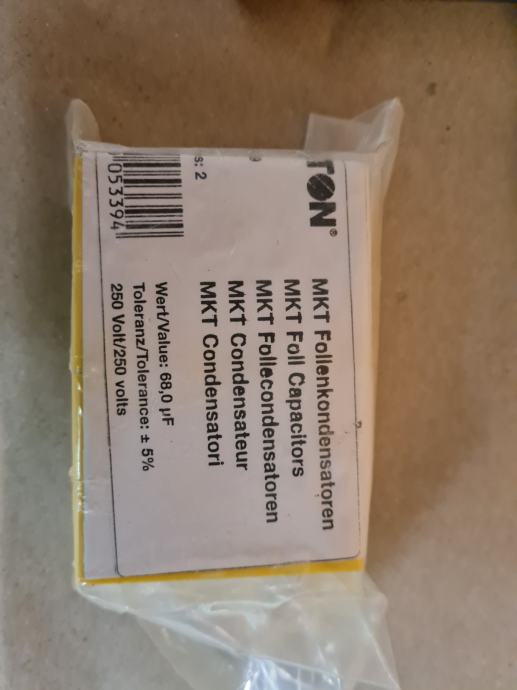 TON®
MKT Folienkondensatoren
MKT Foil Capacitors
MKT Foliecondensatoren
MKT Condensateur
MKT Condensatori
s: 2
Wert/Value: 68,0 µF
Toleranz/Tolerance: ± 5%
250 Volt/250 volts
053394